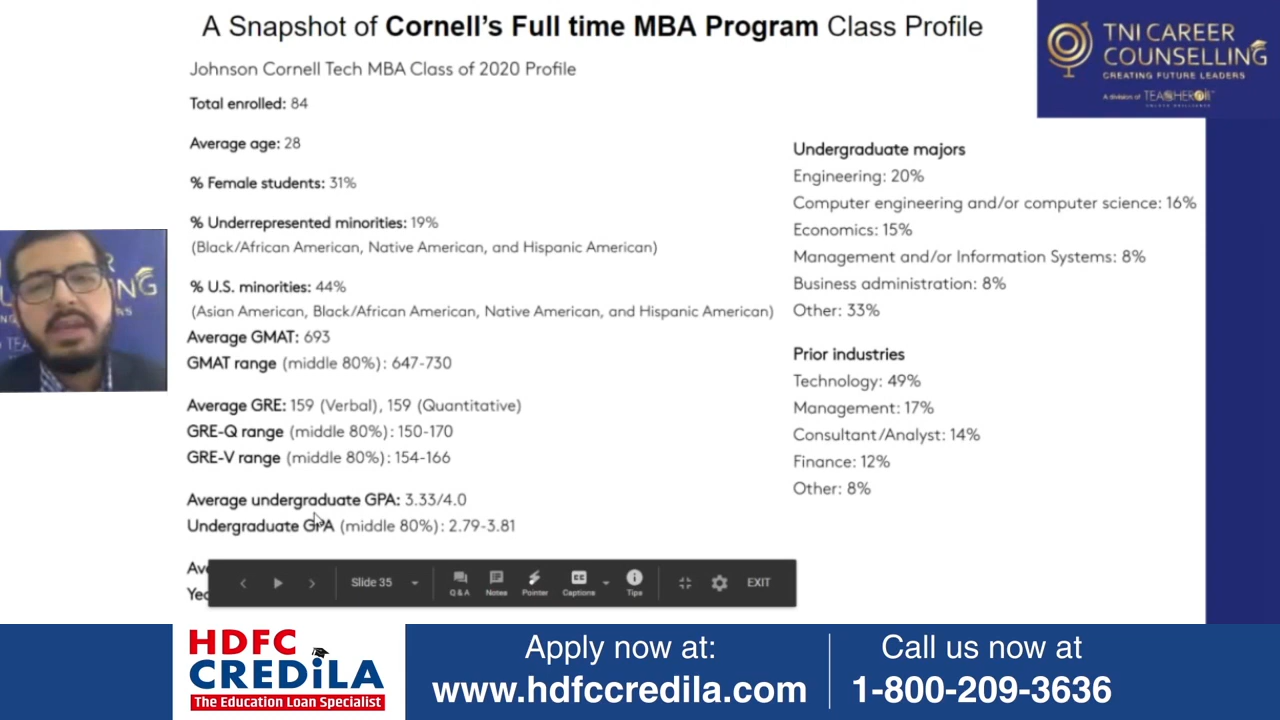 A Snapshot of Cornell's Full time MBA Program Class Profile
Johnson Cornell Tech MBA Class of 2020 Profile
Total enrolled: 84
Average age: 28
% Female students: 31%
% Underrepresented minorities: 19%
(Black/African American, Native American, and Hispanic American)
% U.S. minorities: 44%
(Asian American, Black/African American, Native American, and Hispanic American)
Average GMAT: 693
GMAT range (middle 80%): 647-730
Average GRE: 159 (Verbal), 159 (Quantitative)
GRE-Q range (middle 80%): 150-170
GRE-V range (middle 80%): 154-166
Average undergraduate GPA: 3.33/4.0
Undergraduate GPA (middle 80%): 2.79-3.81
Undergraduate majors
Engineering: 20%
Computer engineering and/or computer science: 16%
Economics: 15%
Management and/or Information Systems: 8%
Business administration: 8%
Other: 33%
Prior industries
Technology: 49%
Management: 17%
Consultant/Analyst: 14%
Finance: 12%
Other: 8%
TNI CAREER
COUNSELLING
CREATING FUTURE LEADERS
A division of
Slide 35
Q & A Notes Pointer Captions Tips
CC
EXIT
HDFC
CREDiLA
The Education Loan Specialist
Apply now at:
www.hdfccredila.com
Call us now at
1-800-209-3636